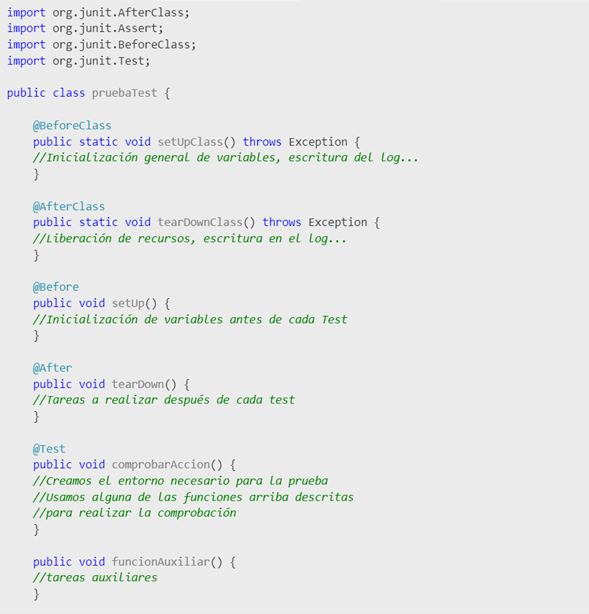 import org.junit.AfterClass;
import org.junit.Assert;
import org.junit.BeforeClass;
import org.junit.Test;
public class pruebaTest {
@BeforeClass
public static void setUpClass() throws Exception {
//Inicialización general de variables, escritura del log...
}
@AfterClass
public static void tearDownClass() throws Exception {
//Liberación de recursos, escritura en el log...
}
@Before
public void setUp() {
//Inicialización de variables antes de cada Test
}
@After
public void tearDown() {
//Tareas a realizar después de cada test
}
@Test
public void comprobarAccion() {
//Creamos el entorno necesario para la prueba
//Usamos alguna de las funciones arriba descritas
//para realizar la comprobación
}
public void funcionAuxiliar() {
//tareas auxiliares
}